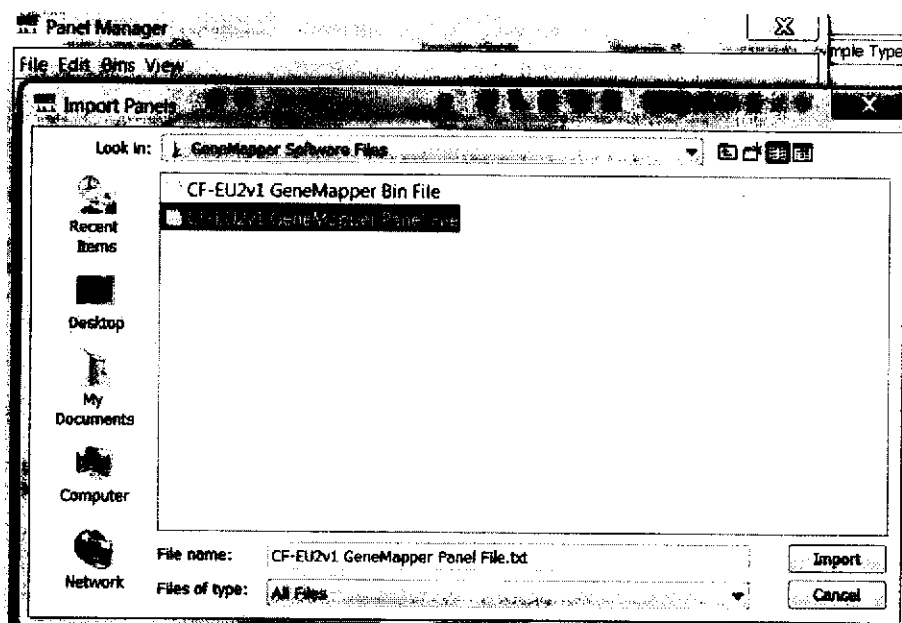 Panel Manager
mple Type
File Edit Bins View
Import Panels
Look in: GeneMapper Software Files
CF-EU2v1 GeneMapper Bin File
CF-EU2v1 GeneMapper Panel
Recent Items
Desktop
My Documents
Computer
Network
File name: CF-EU2v1 GeneMapper Panel File.txt
Import
Files of type: All Files
Cancel